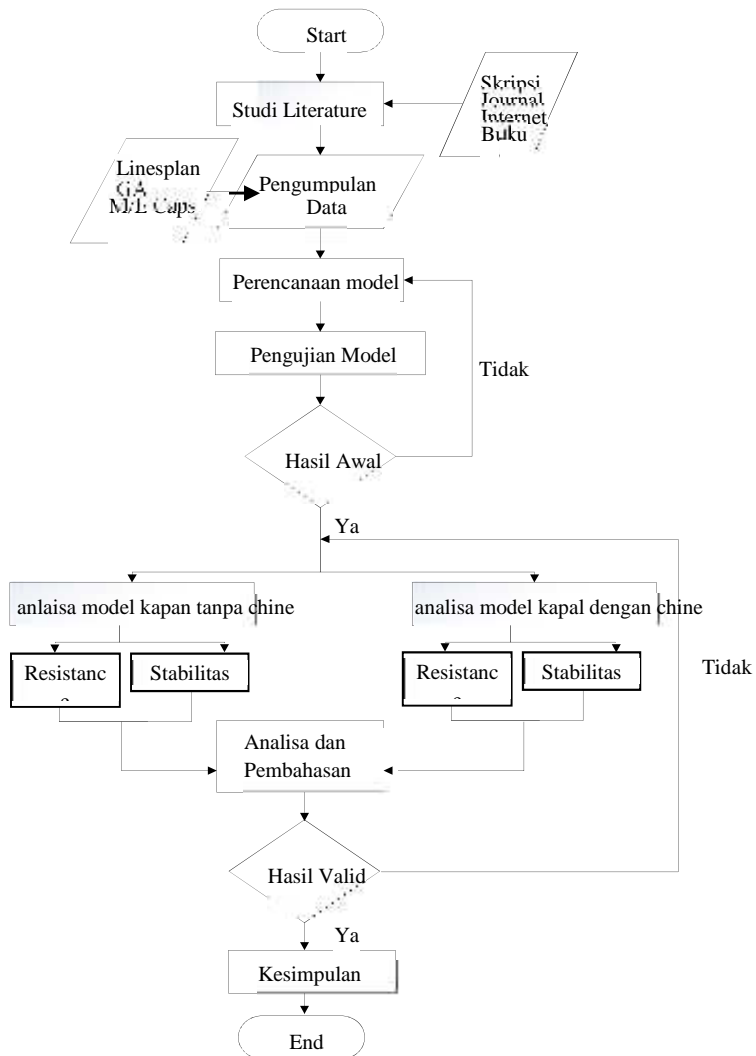 Start
Studi Literature
Skripsi
Journal
Internet
Buku
Linesplan
GA
Pengumpulan
Data
Perencanaan model
Pengujian Model
Tidak
Hasil Awal
Ya
anlaisa model kapan tanpa chine
analisa model kapal dengan chine
Resistanc
Stabilitas
Resistanc
Stabilitas
Tidak
Analisa dan
Pembahasan
Hasil Valid
Ya
Kesimpulan
End